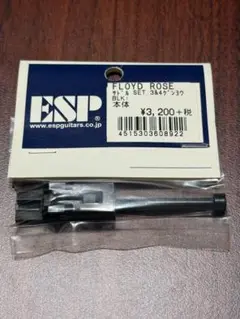 ESP
www.espguitars.co.jp
FLOYD ROSE
ｻﾄﾞﾙ SET.3&4ｹﾞﾝﾖｳ
BLK:
本体
¥3,200+税
4515303608922